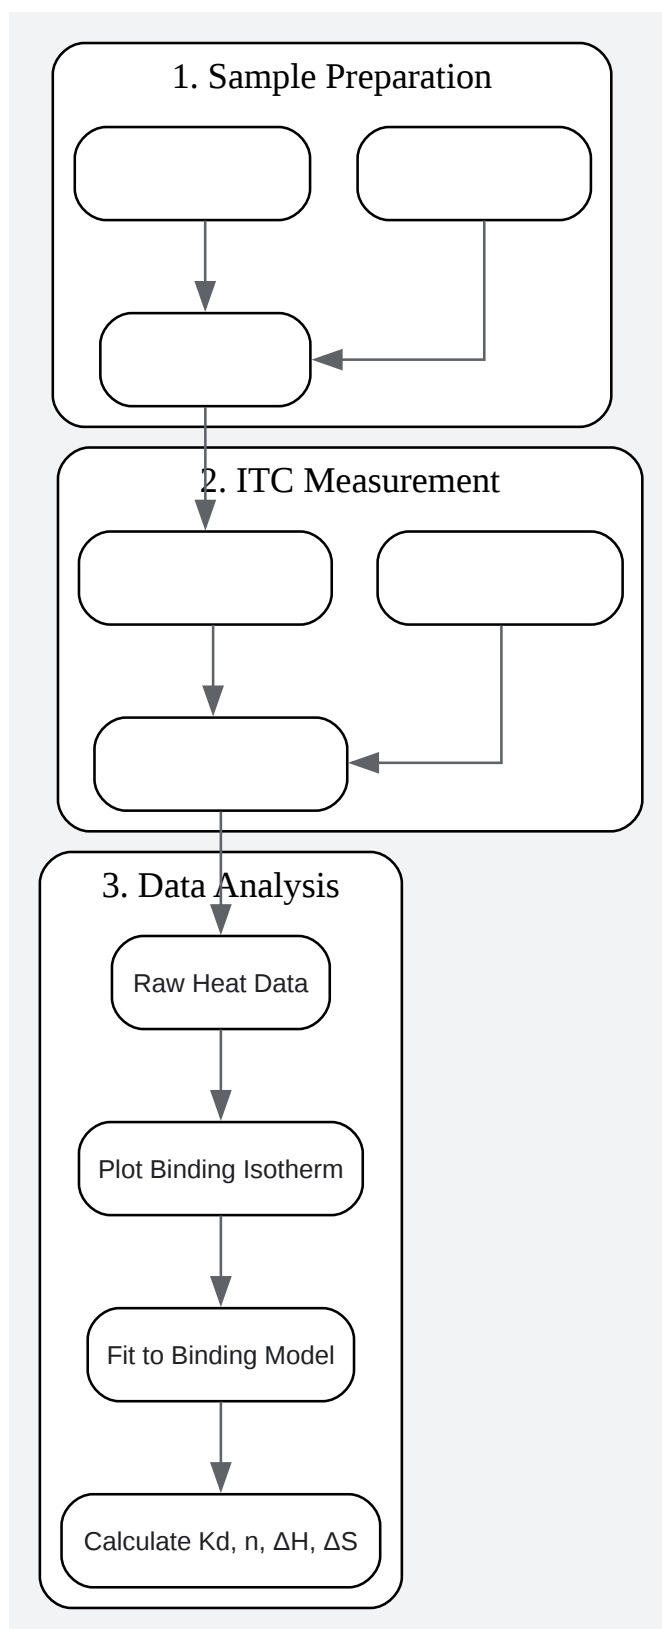 1. Sample Preparation
2. ITC Measurement
3. Data Analysis
Raw Heat Data
Plot Binding Isotherm
Fit to Binding Model
Calculate Kd, n, ΔH, ΔS